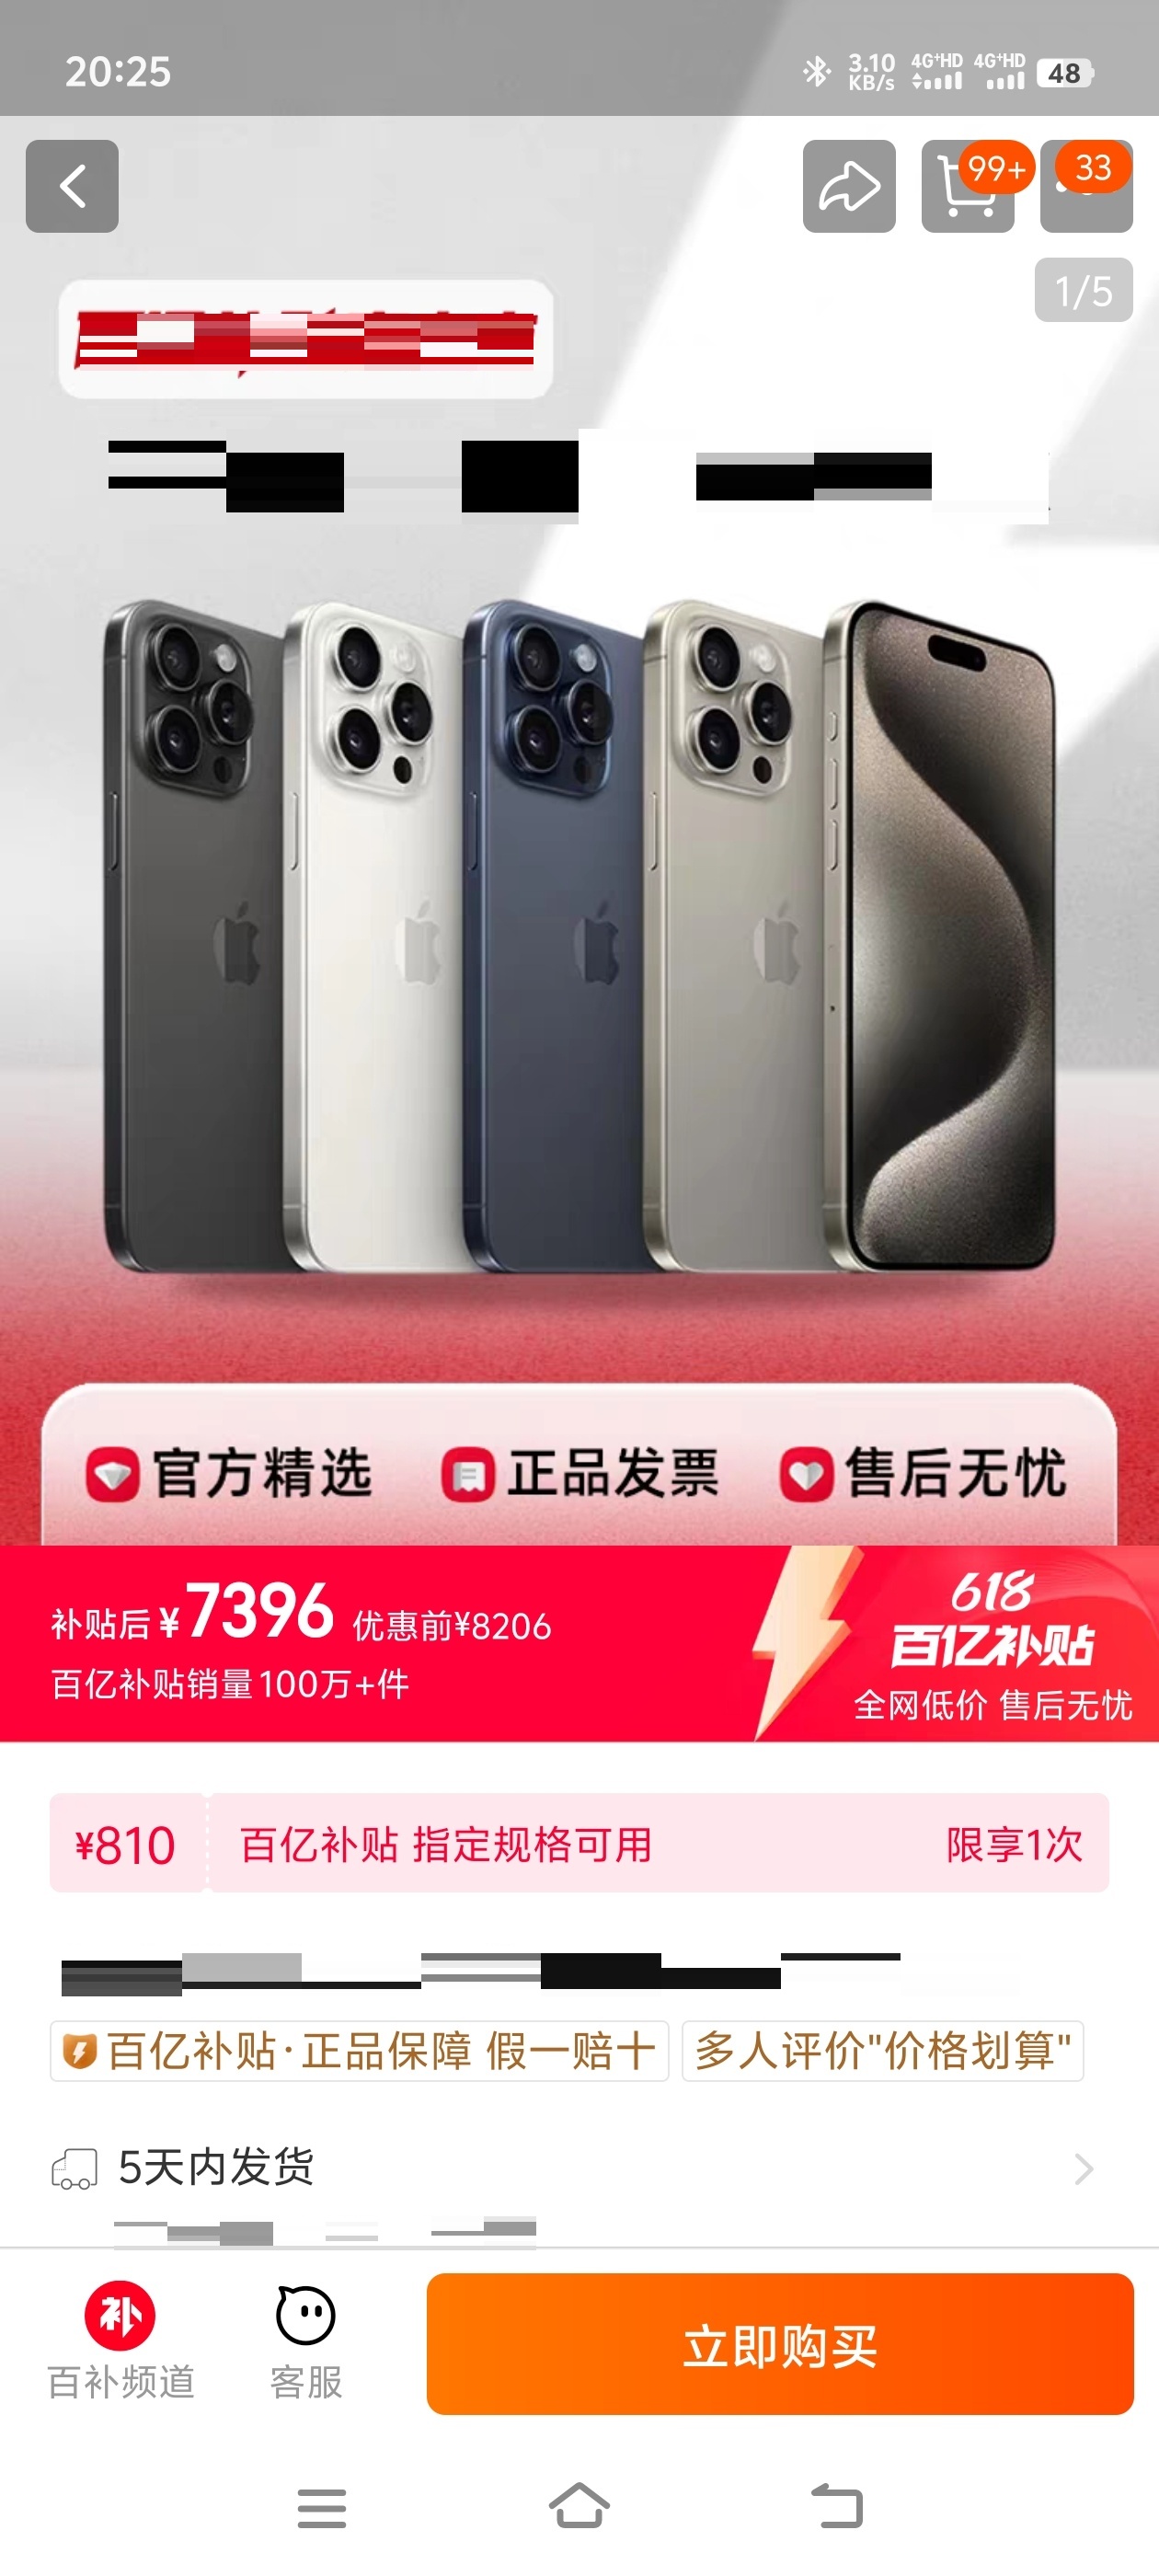 20:25
3.10
KB/s
4G+HD
4G+HD
48
99+
33
1/5
官方精选
正品发票
售后无忧
补贴后¥7396 优惠前¥8206
百亿补贴销量100万+件
618
百亿补贴
全网低价 售后无忧
¥810
百亿补贴 指定规格可用
限享1次
百亿补贴·正品保障 假一赔十
多人评价"价格划算"
5天内发货
补
百补频道
客服
立即购买